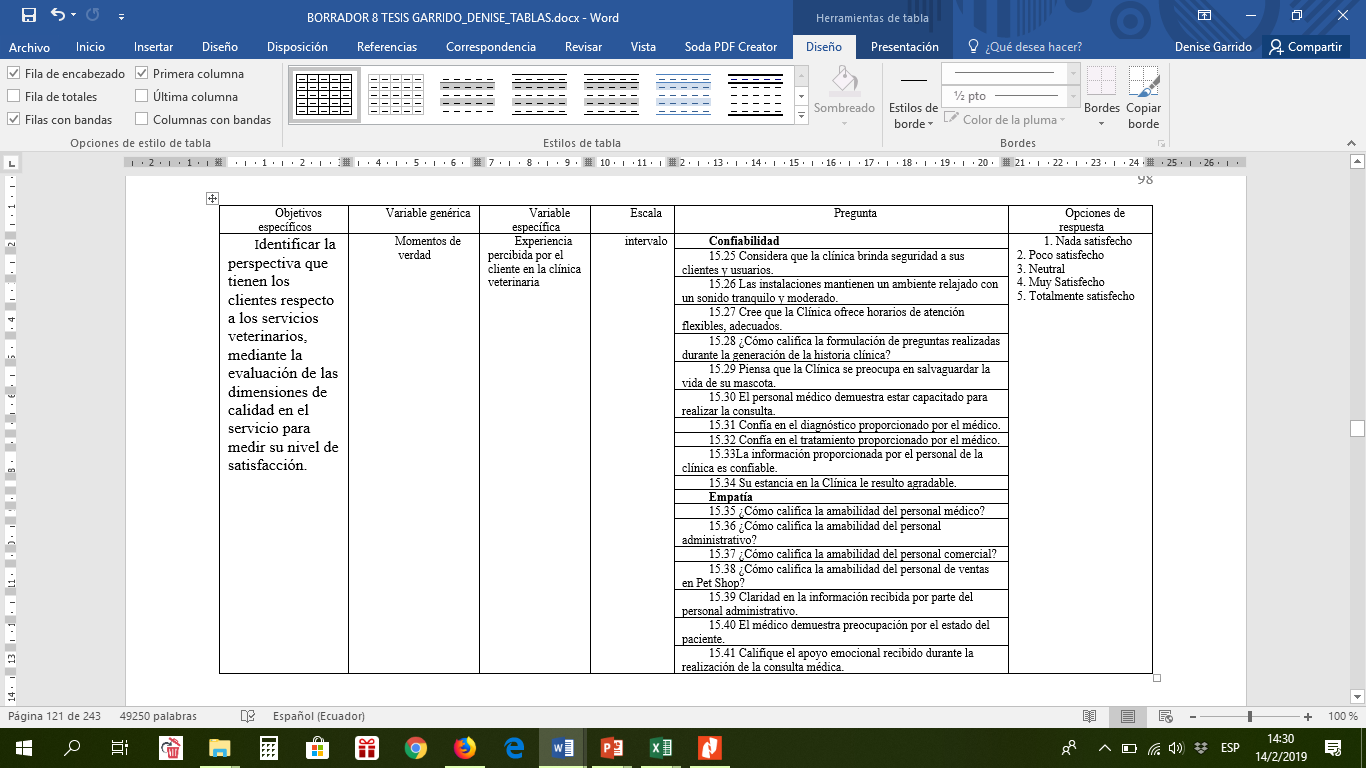 BORRADOR 8 TESIS GARRIDO_DENISE_TABLAS.docx - Word
Herramientas de tabla
Archivo Inicio Insertar Diseño Disposición Referencias Correspondencia Revisar Vista Soda PDF Creator Diseño Presentación ¿Qué desea hacer? Denise Garrido Compartir
Fila de encabezado Primera columna
Fila de totales Última columna
Filas con bandas Columnas con bandas
Opciones de estilo de tabla
Estilos de tabla
Sombreado
Estilos de borde
½ pto
Color de la pluma
Bordes
Copiar borde
Bordes
98
Objetivos
específicos
Variable genérica
Variable
específica
Escala
Pregunta
Opciones de
respuesta
Identificar la
perspectiva que
tienen los
clientes respecto
a los servicios
veterinarios,
mediante la
evaluación de las
dimensiones de
calidad en el
servicio para
medir su nivel de
satisfacción.
Momentos de
verdad
Experiencia
percibida por el
cliente en la clínica
veterinaria
intervalo
Confiabilidad
15.25 Considera que la clínica brinda seguridad a sus
clientes y usuarios.
15.26 Las instalaciones mantienen un ambiente relajado con
un sonido tranquilo y moderado.
15.27 Cree que la Clínica ofrece horarios de atención
flexibles, adecuados.
15.28 ¿Cómo califica la formulación de preguntas realizadas
durante la generación de la historia clínica?
15.29 Piensa que la Clínica se preocupa en salvaguardar la
vida de su mascota.
15.30 El personal médico demuestra estar capacitado para
realizar la consulta.
15.31 Confía en el diagnóstico proporcionado por el médico.
15.32 Confía en el tratamiento proporcionado por el médico.
15.33La información proporcionada por el personal de la
clínica es confiable.
15.34 Su estancia en la Clínica le resulto agradable.
Empatía
15.35 ¿Cómo califica la amabilidad del personal médico?
15.36 ¿Cómo califica la amabilidad del personal
administrativo?
15.37 ¿Cómo califica la amabilidad del personal comercial?
15.38 ¿Cómo califica la amabilidad del personal de ventas
en Pet Shop?
15.39 Claridad en la información recibida por parte del
personal administrativo.
15.40 El médico demuestra preocupación por el estado del
paciente.
15.41 Califique el apoyo emocional recibido durante la
realización de la consulta médica.
1. Nada satisfecho
2. Poco satisfecho
3. Neutral
4. Muy Satisfecho
5. Totalmente satisfecho
Página 121 de 243 49250 palabras Español (Ecuador) 100 %
ESP
14:30
14/2/2019